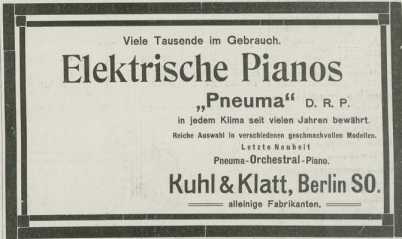 Viele Tausende im Gebrauch.
Elektrische Pianos
„Pneuma“ D. R. P.
in jedem Klima seit vielen Jahren bewährt.
Reiche Auswahl in verschiedenen geschmackvollen Modellen.
Letzte Neuheit
Pneuma-Orchestral-Piano.
Kuhl & Klatt, Berlin SO.
alleinige Fabrikanten.